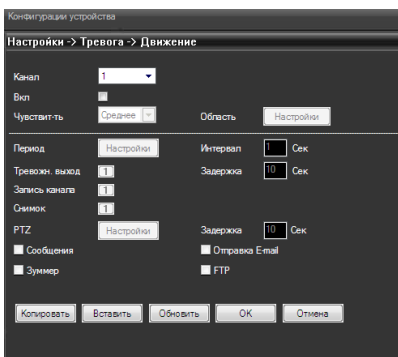 Конфигурации устройства
Настройки -> Тревога -> Движение
Канал 1
Вкл
Чувствит-ть Среднее Область Настройки
Период Настройки Интервал 1 Сек
Тревожн. выход 1 Задержка 10 Сек
Запись канала 1
Снимок 1
PTZ Настройки Задержка 10 Сек
Сообщения Отправка E-mail
Зуммер FTP
Копировать Вставить Обновить OK Отмена